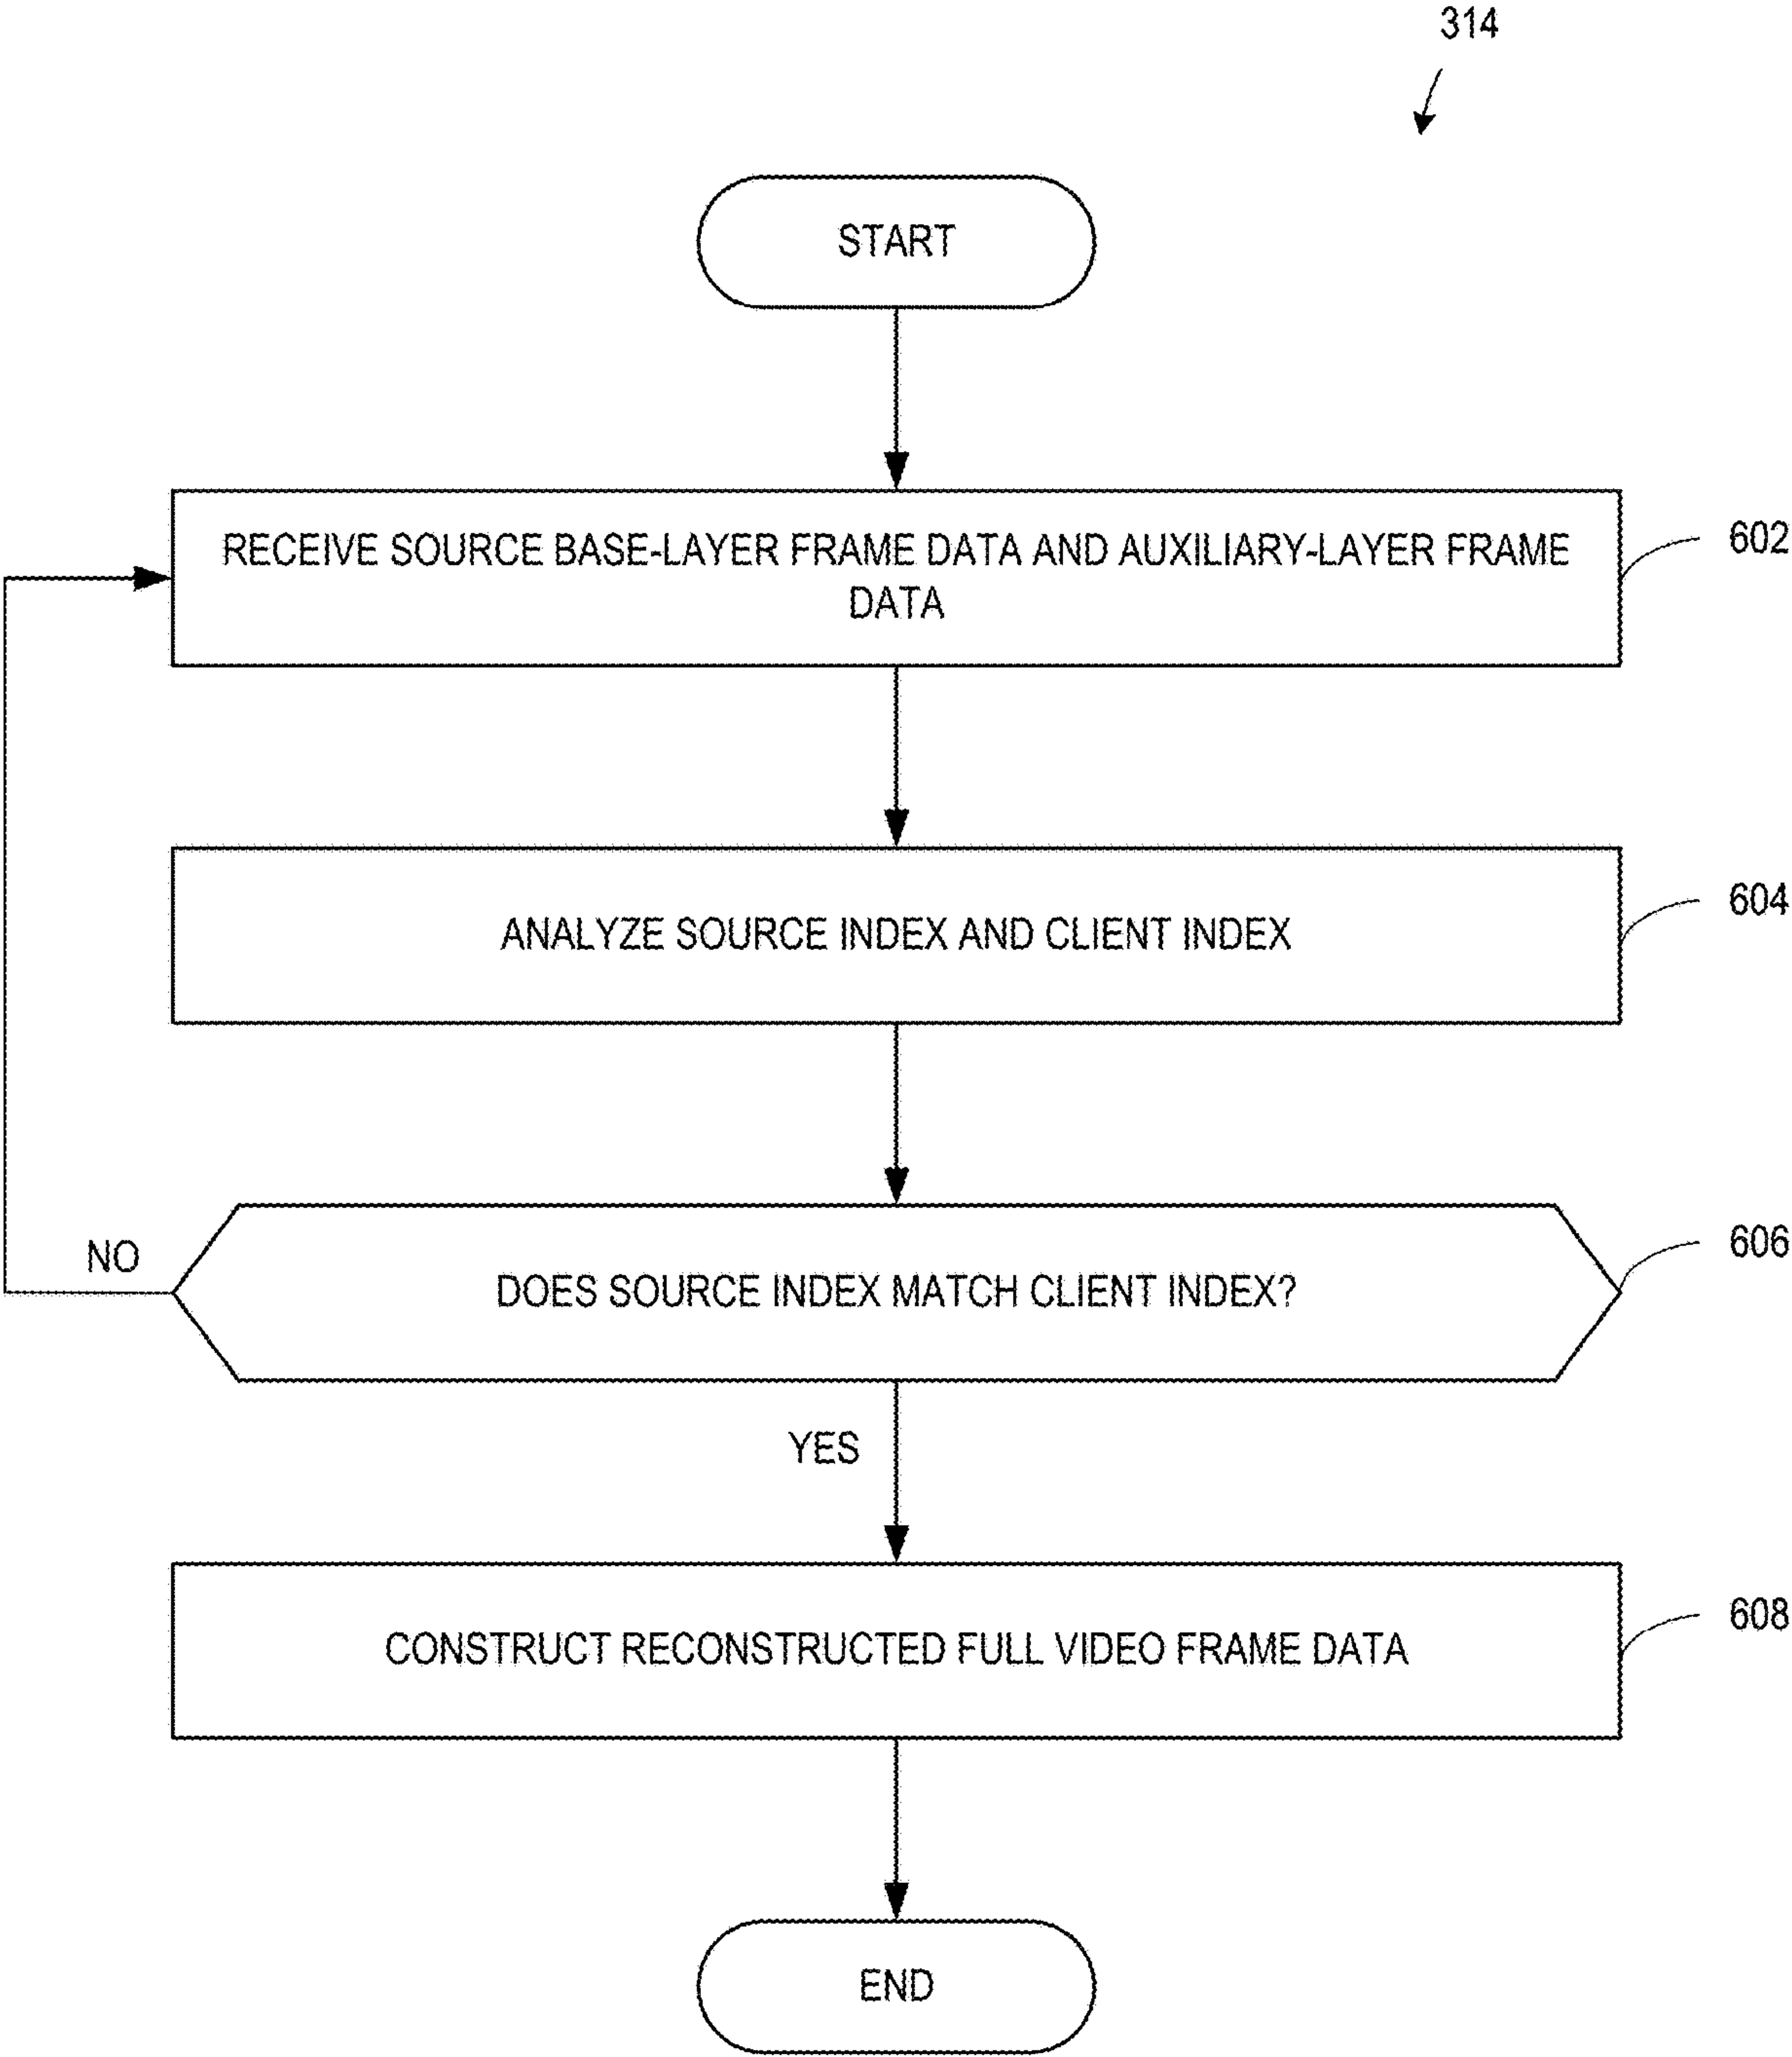 314
START
RECEIVE SOURCE BASE-LAYER FRAME DATA AND AUXILIARY-LAYER FRAME
DATA
602
ANALYZE SOURCE INDEX AND CLIENT INDEX
604
DOES SOURCE INDEX MATCH CLIENT INDEX?
606
NO
YES
CONSTRUCT RECONSTRUCTED FULL VIDEO FRAME DATA
608
END